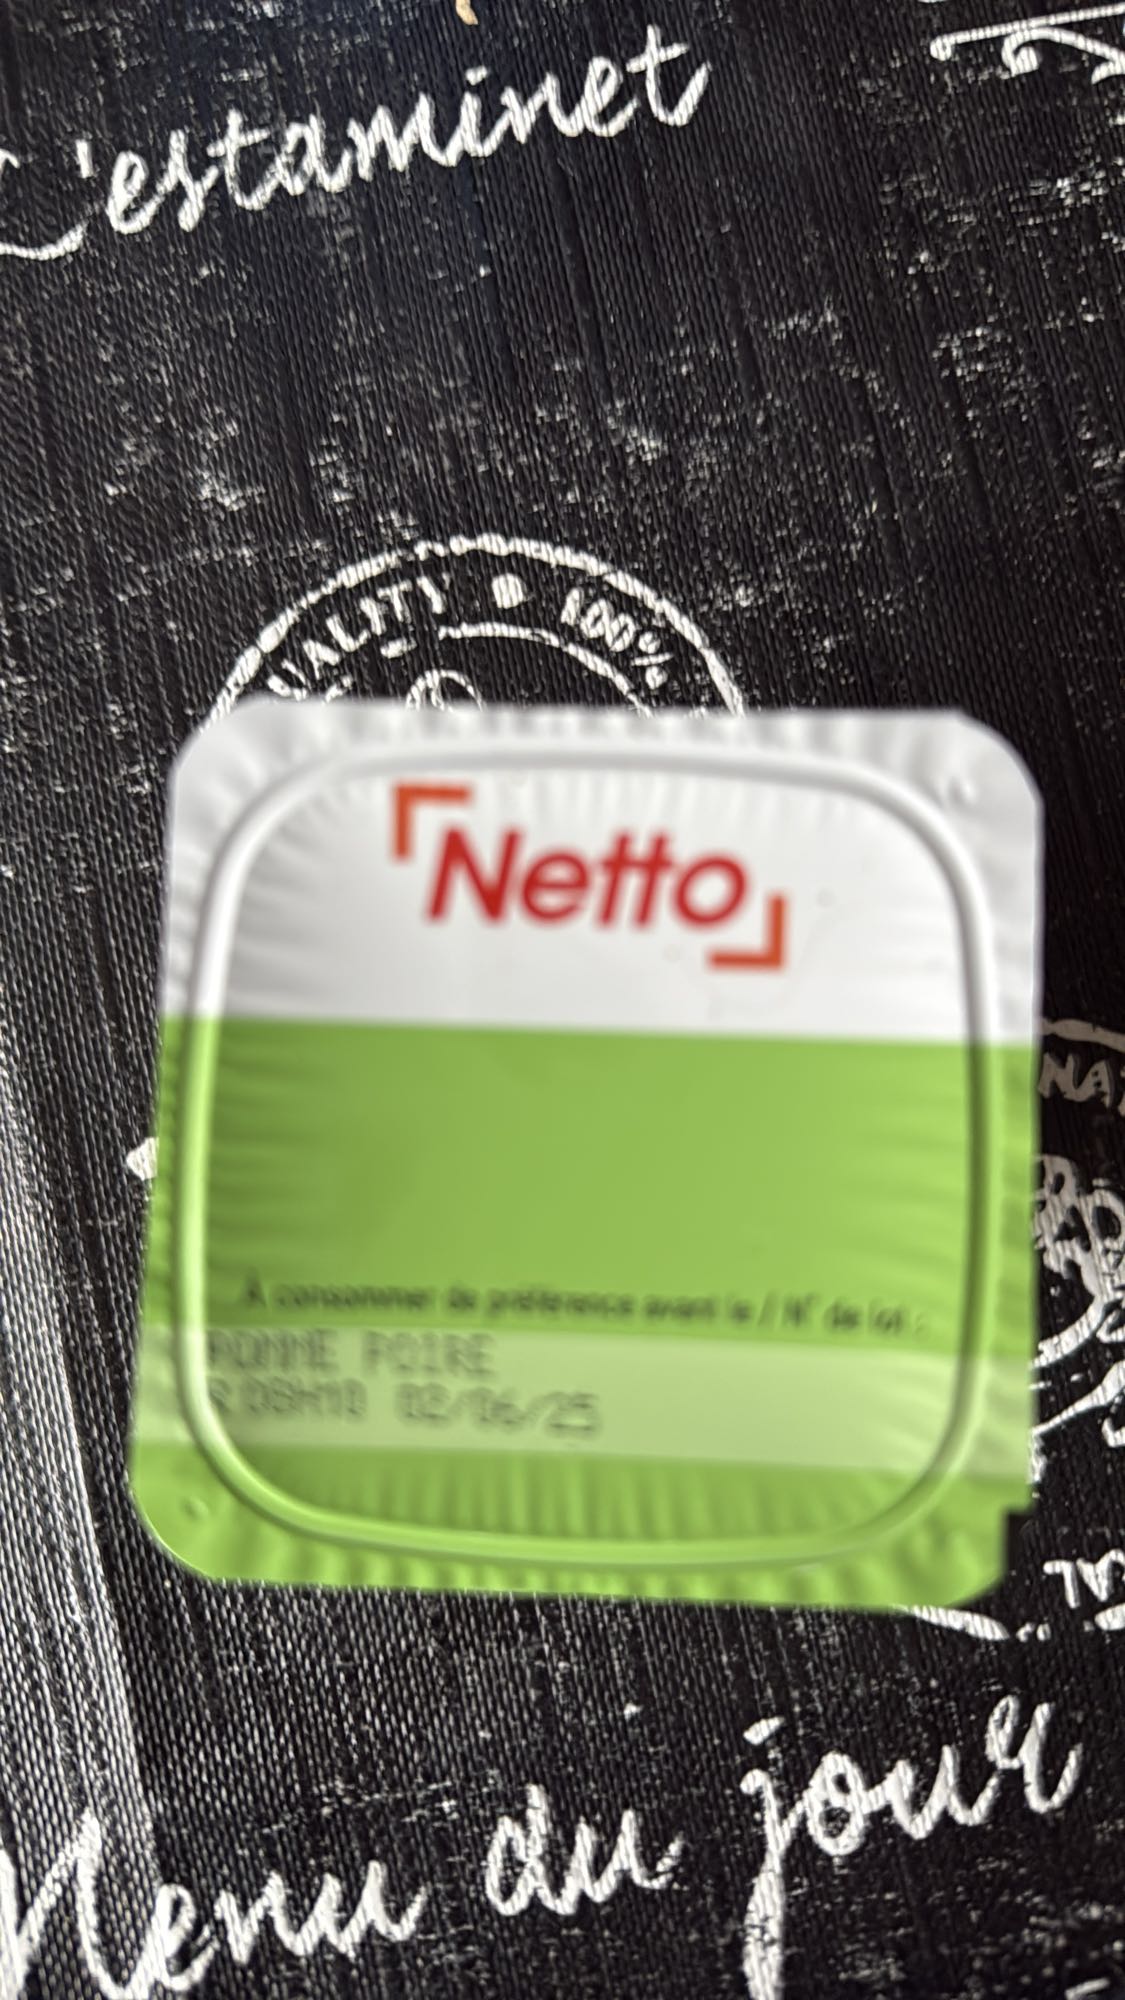 L'estaminet
QUALITY • 100%
Netto
A consommer de préférence avant le / N° de lot :
POMME POIRE
08H10 02/06/25
Menu du jour